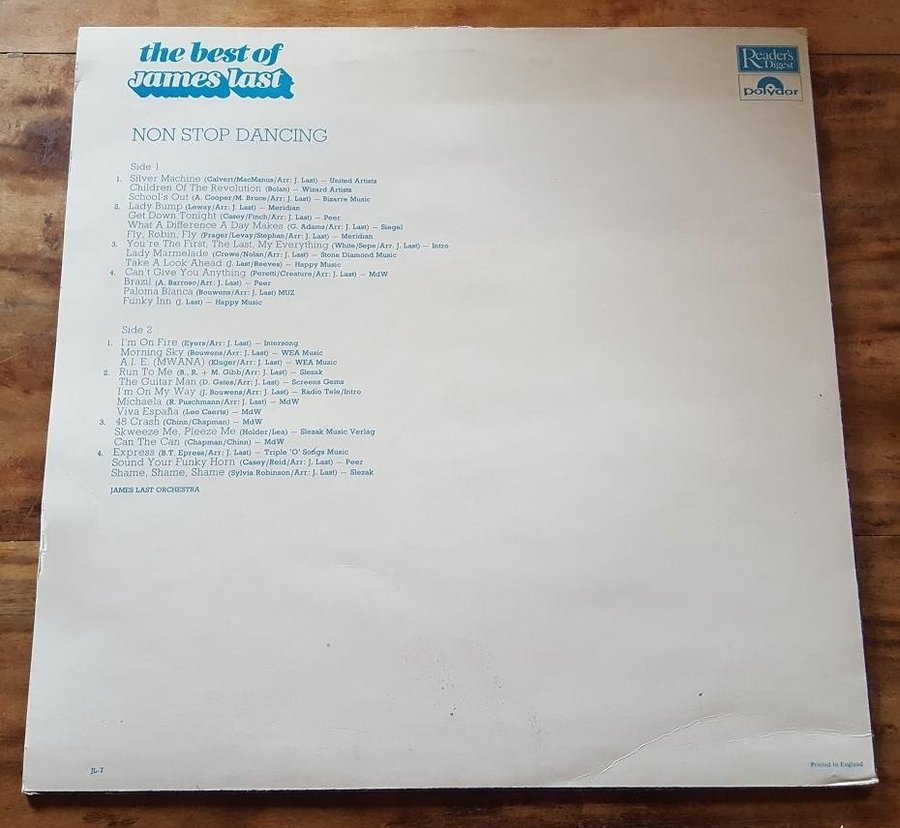 the best of
James last
Reader's
Digest
polydor
NON STOP DANCING
Side 1
1. Silver Machine (Calvert/MacManus/Arr: J. Last) — United Artists
Children Of The Revolution (Bolan) — Wizard Artists
School's Out (A. Cooper/M. Bruce/Arr: J. Last) — Bizarre Music
2. Lady Bump (Leway/Arr: J. Last) — Meridian
Get Down Tonight (Casey/Finch/Arr: J. Last) — Peer
What A Difference A Day Makes (G. Adams/Arr: J. Last) — Siegel
Fly, Robin, Fly (Prager/Levay/Stephan/Arr: J. Last) — Meridian
3. You're The First, The Last, My Everything (White/Sepe/Arr. J. Last) — Intro
Lady Marmelade (Crewe/Nolan/Arr: J. Last) — Stone Diamond Music
Take A Look Ahead (J. Last/Reeves) — Happy Music
4. Can't Give You Anything (Peretti/Creature/Arr: J. Last) — MdW
Brazil (A. Barroso/Arr: J. Last) — Peer
Paloma Blanca (Bouwens/Arr: J. Last) MUZ
Funky Inn (J. Last) — Happy Music
Side 2
1. I'm On Fire (Eyers/Arr: J. Last) — Intersong
Morning Sky (Bouwens/Arr: J. Last) — WEA Music
A.I. E. (MWANA) (Kluger/Arr: J. Last) — WEA Music
2. Run To Me (B., R. + M. Gibb/Arr: J. Last) — Slezak
The Guitar Man (D. Gates/Arr: J. Last) — Screens Gems
I'm On My Way (J. Bouwens/Arr: J. Last) — Radio Tele/Intro
Michaela (R. Puschmann/Arr: J. Last) — MdW
Viva España (Leo Caerts) — MdW
3. 48 Crash (Chinn/Chapman) — MdW
Skweeze Me, Pleeze Me (Holder/Lea) — Slezak Music Verlag
Can The Can (Chapman/Chinn) — MdW
4. Express (B.T. Epress/Arr: J. Last) — Triple 'O' Songs Music
Sound Your Funky Horn (Casey/Reid/Arr: J. Last) — Peer
Shame, Shame, Shame (Sylvia Robinson/Arr: J. Last) — Slezak
JAMES LAST ORCHESTRA
JL-7
Printed in England